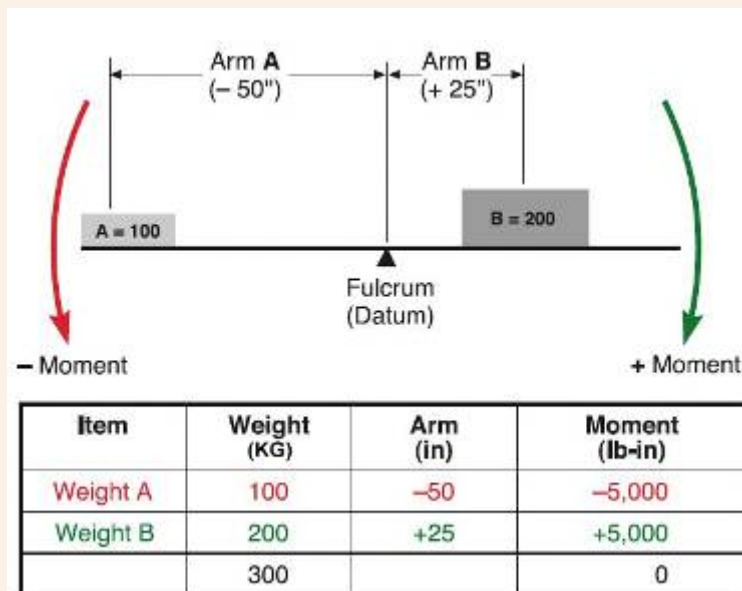 Arm A Arm B
(– 50") (+ 25")
A = 100 B = 200
Fulcrum
(Datum)
– Moment + Moment
Item Weight Arm Moment
(KG) (in) (lb-in)
Weight A 100 –50 –5,000
Weight B 200 +25 +5,000
300 0